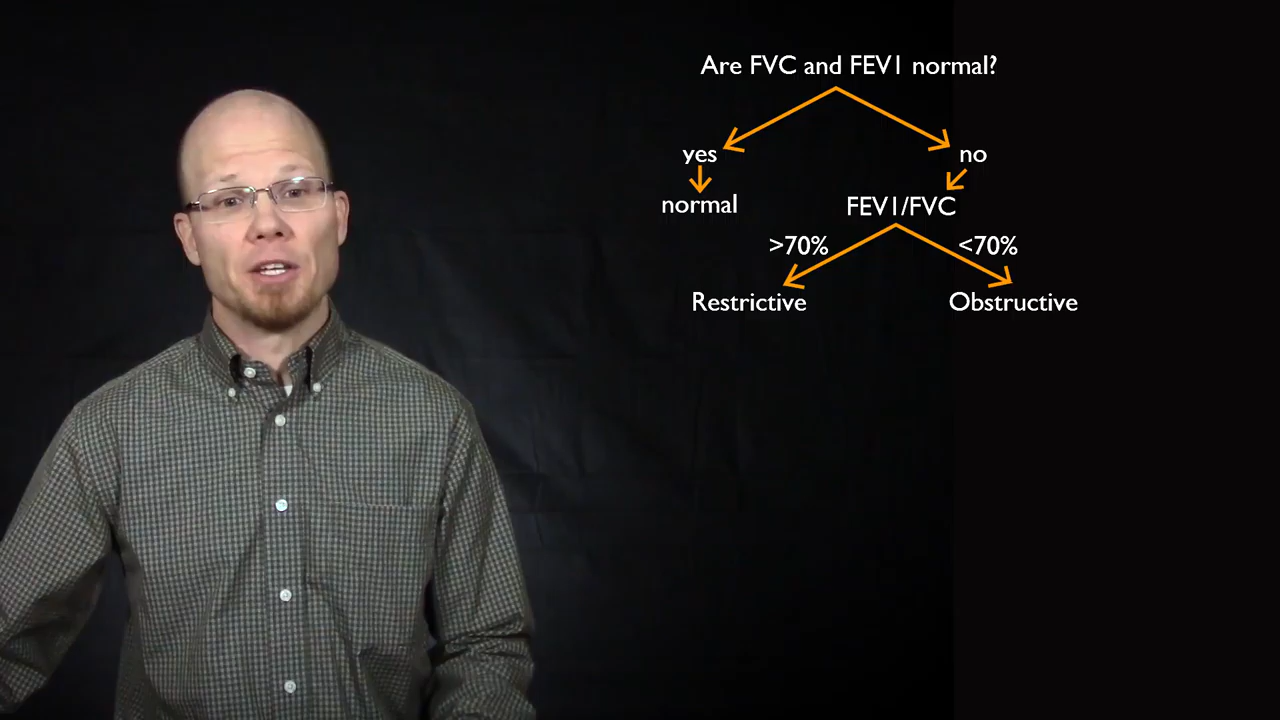 Are FVC and FEV1 normal?
yes
no
normal
FEV1/FVC
>70%
<70%
Restrictive
Obstructive